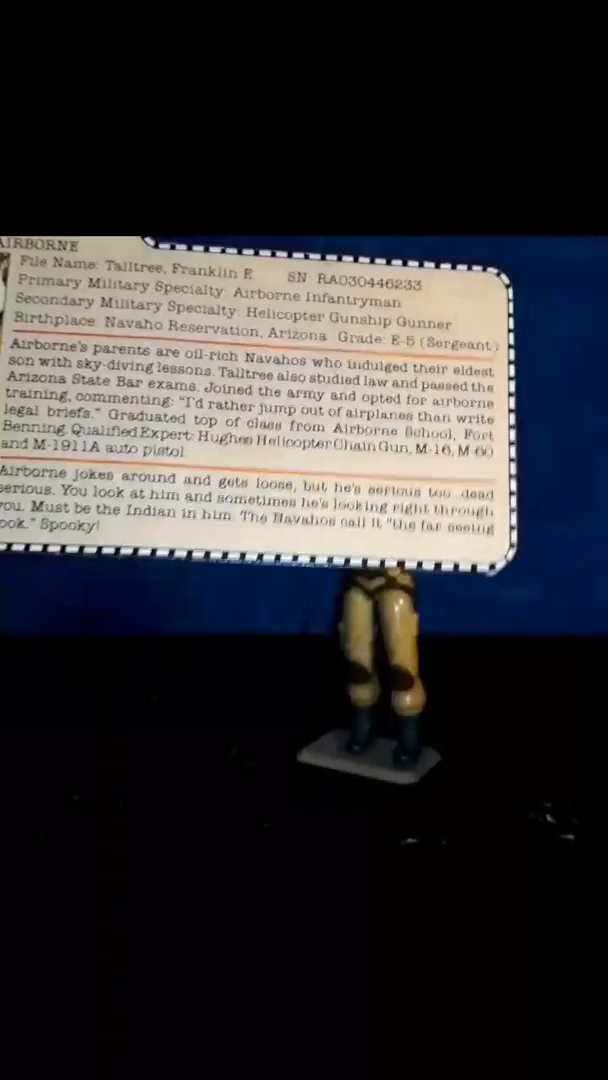 AIRBORNE
File Name: Talltree, Franklin E. SN: RA030446233
Primary Military Specialty: Airborne Infantryman
Secondary Military Specialty: Helicopter Gunship Gunner
Birthplace: Navaho Reservation, Arizona Grade: E-5 (Sergeant)
Airborne's parents are oil-rich Navahos who indulged their eldest
son with sky-diving lessons. Talltree also studied law and passed the
Arizona State Bar exams. Joined the army and opted for airborne
training, commenting: "I'd rather jump out of airplanes than write
legal briefs." Graduated top of class from Airborne School, Fort
Benning. Qualified Expert: Hughes Helicopter Chain Gun, M-16, M-60
and M-1911A auto pistol.
Airborne jokes around and gets loose, but he's serious too...dead
serious. You look at him and sometimes he's looking right through
you. Must be the Indian in him. The Navahos call it "the far seeing
ook." Spooky!